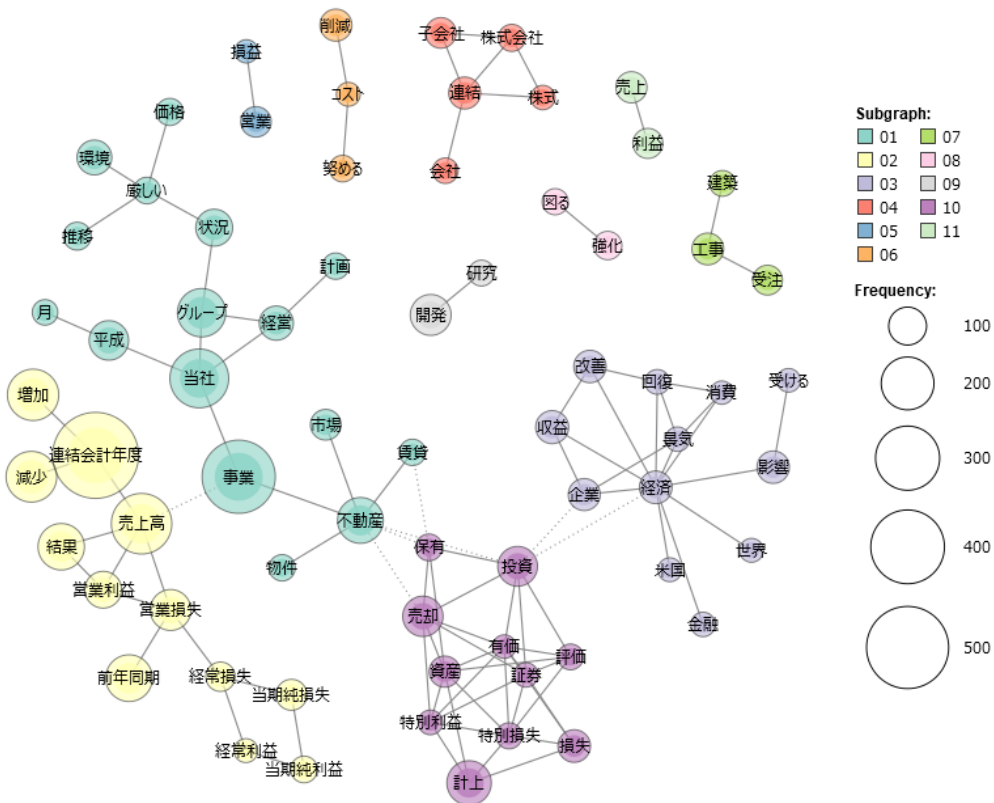 削減
子会社
株式会社
損益
コスト
連結
株式
売上
価格
営業
利益
環境
厳しい
努める
会社
建築
推移
状況
図る
強化
工事
受注
計画
研究
月
グループ
経営
開発
平成
当社
増加
連結会計年度
減少
市場
賃貸
事業
売上高
不動産
結果
営業利益
物件
保有
投資
営業損失
売却
前年同期
経常損失
当期純損失
経常利益
当期純利益
有価
評価
資産
証券
特別利益
特別損失
損失
計上
改善
回復
消費
受ける
収益
景気
企業
経済
影響
世界
米国
金融
Subgraph:
01
02
03
04
05
06
07
08
09
10
11
Frequency:
100
200
300
400
500